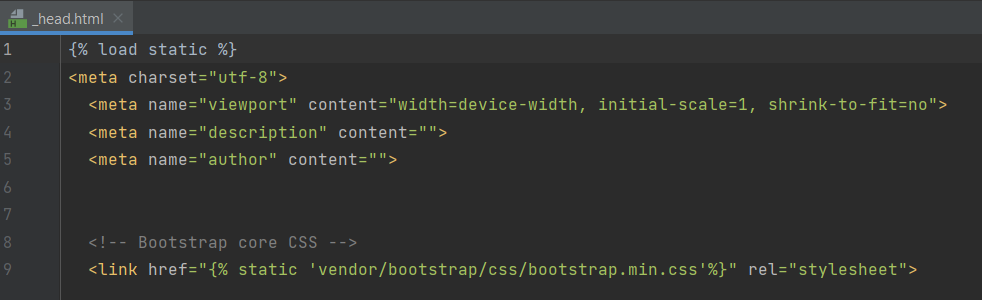 _head.html
1 {% load static %}
2 <meta charset="utf-8">
3 <meta name="viewport" content="width=device-width, initial-scale=1, shrink-to-fit=no">
4 <meta name="description" content="">
5 <meta name="author" content="">
6
7
8 <!-- Bootstrap core CSS -->
9 <link href="{% static 'vendor/bootstrap/css/bootstrap.min.css'%}" rel="stylesheet">